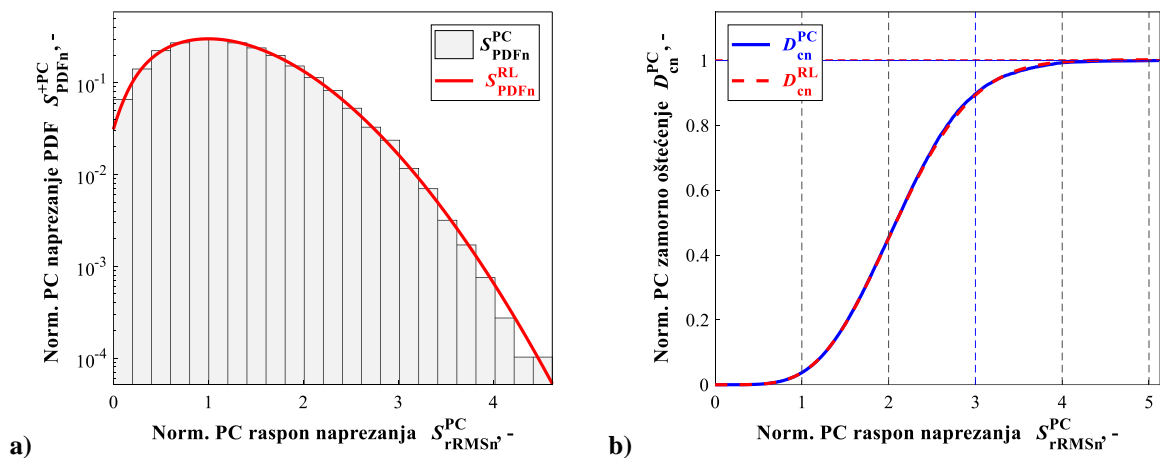 Norm. PC naprezanje PDF S^{+PC}_{PDFn}, -
10^{-1}
10^{-2}
10^{-3}
10^{-4}
S^{PC}_{PDFn}
S^{RL}_{PDFn}
0 1 2 3 4
Norm. PC raspon naprezanja S^{PC}_{rRMSn}, -
a)
Norm. PC zamorno oštećenje D^{PC}_{cn}, -
1
0.8
0.6
0.4
0.2
0
D^{PC}_{cn}
D^{RL}_{cn}
0 1 2 3 4 5
Norm. PC raspon naprezanja S^{PC}_{rRMSn}, -
b)